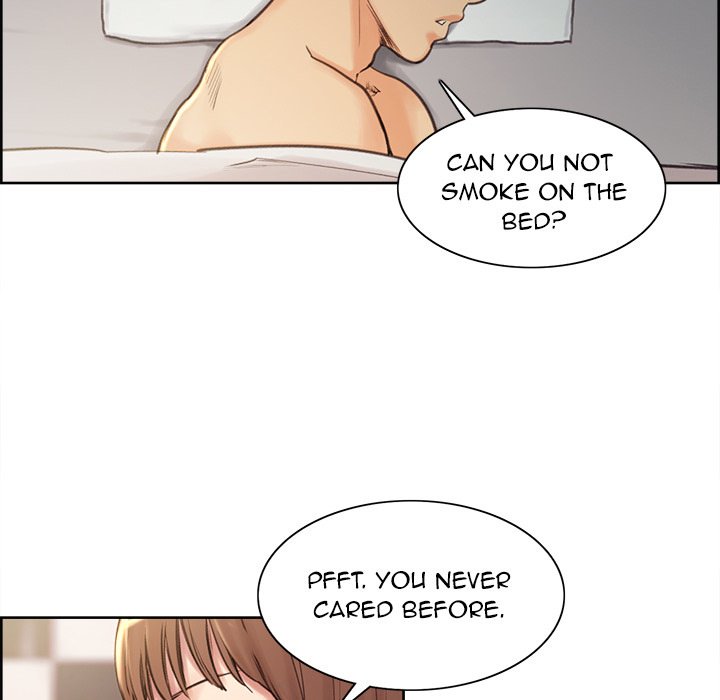 CAN YOU NOT
SMOKE ON THE
BED?
PFFT. YOU NEVER
CARED BEFORE.